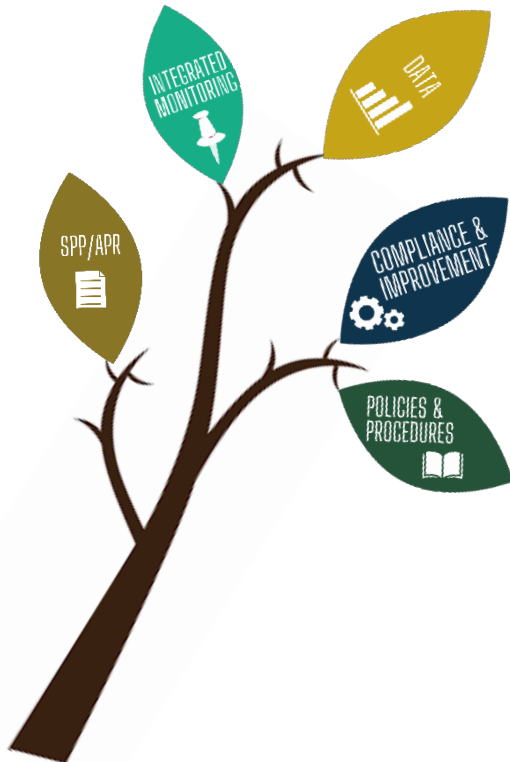 INTEGRATED
MONITORING
DATA
SPP/APR
COMPLIANCE &
IMPROVEMENT
POLICIES &
PROCEDURES